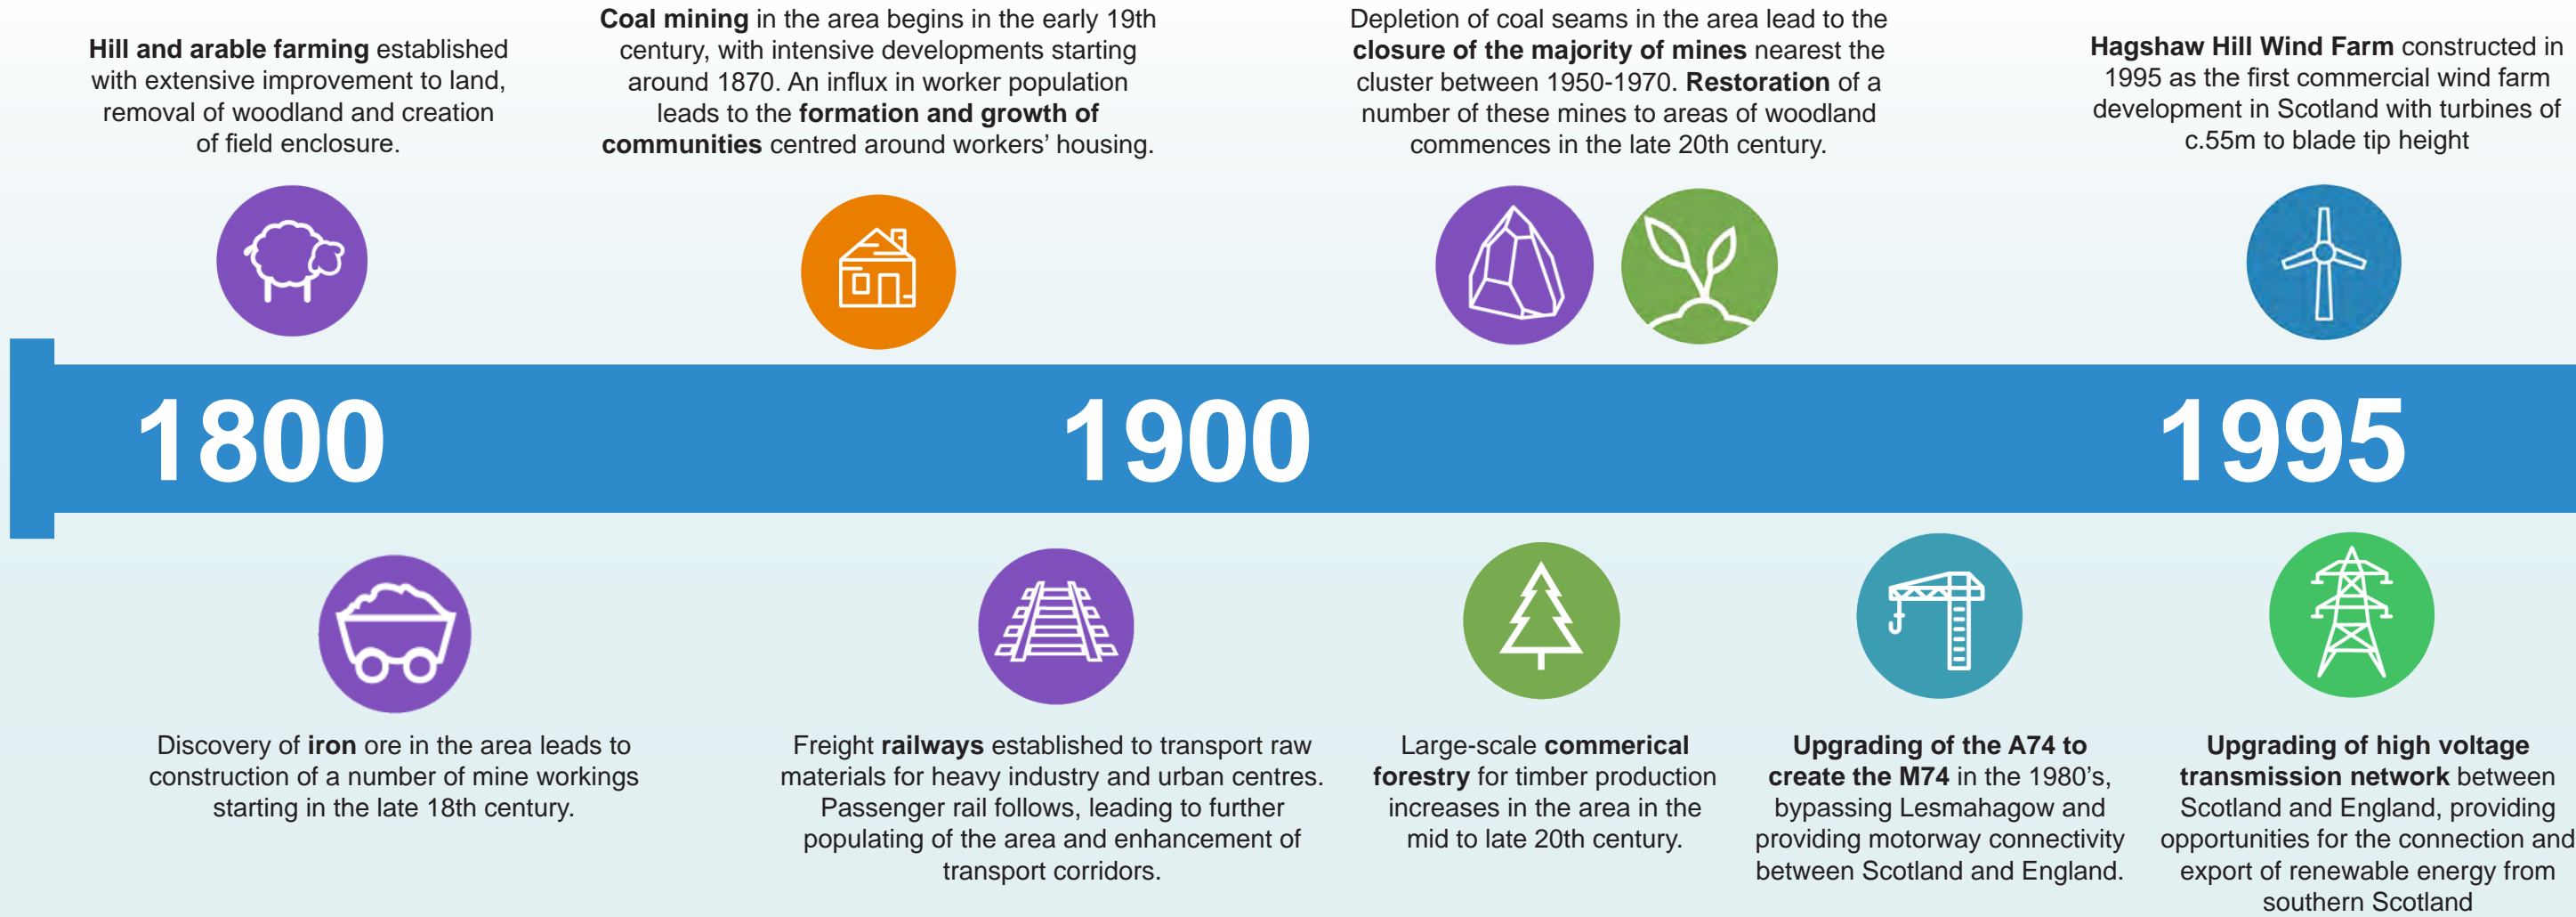 Hill and arable farming established
with extensive improvement to land,
removal of woodland and creation
of field enclosure.
Coal mining in the area begins in the early 19th
century, with intensive developments starting
around 1870. An influx in worker population
leads to the formation and growth of
communities centred around workers' housing.
Depletion of coal seams in the area lead to the
closure of the majority of mines nearest the
cluster between 1950-1970. Restoration of a
number of these mines to areas of woodland
commences in the late 20th century.
Hagshaw Hill Wind Farm constructed in
1995 as the first commercial wind farm
development in Scotland with turbines of
c.55m to blade tip height
1800
1900
1995
Discovery of iron ore in the area leads to
construction of a number of mine workings
starting in the late 18th century.
Freight railways established to transport raw
materials for heavy industry and urban centres.
Passenger rail follows, leading to further
populating of the area and enhancement of
transport corridors.
Large-scale commerical
forestry for timber production
increases in the area in the
mid to late 20th century.
Upgrading of the A74 to
create the M74 in the 1980's,
bypassing Lesmahagow and
providing motorway connectivity
between Scotland and England.
Upgrading of high voltage
transmission network between
Scotland and England, providing
opportunities for the connection and
export of renewable energy from
southern Scotland